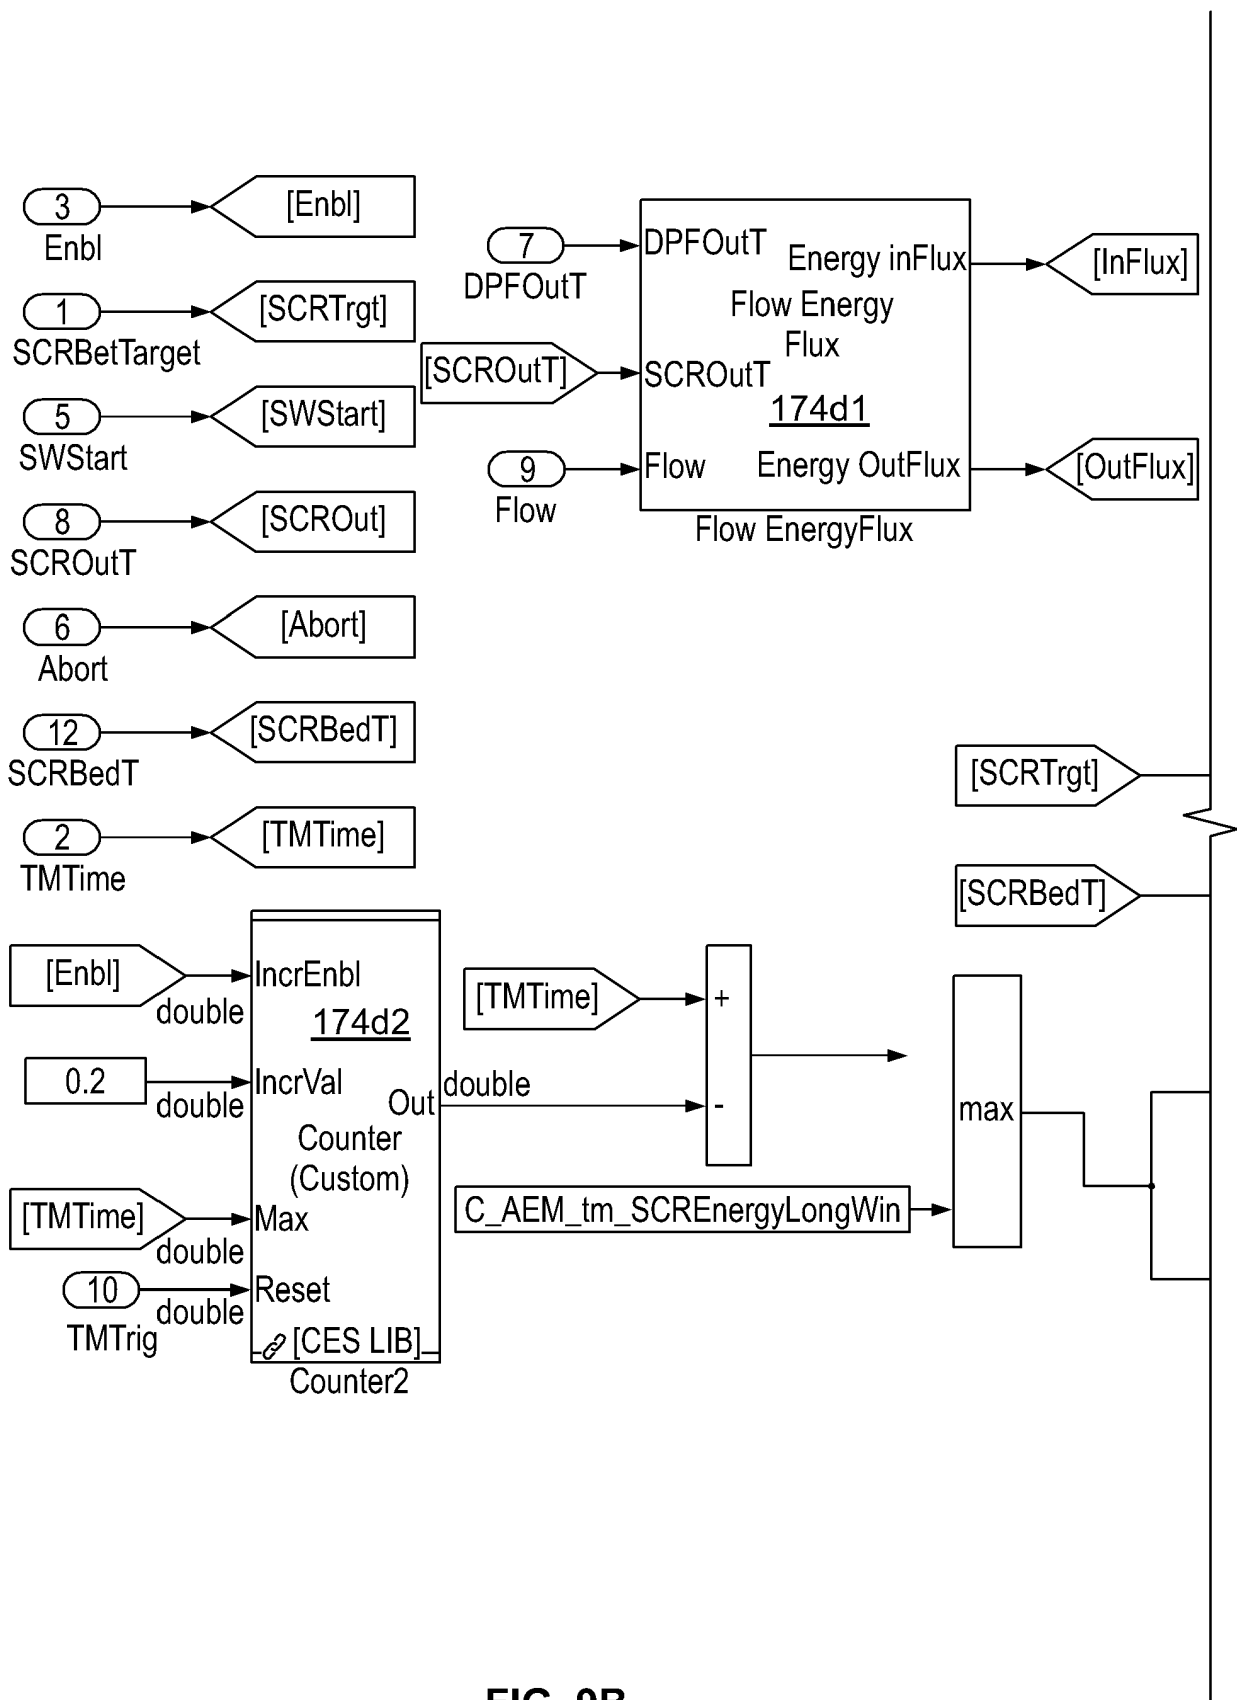 3
[Enbl]
Enbl
1
[SCRTrgt]
SCRBetTarget
5
[SWStart]
SWStart
8
[SCROut]
SCROutT
6
[Abort]
Abort
12
[SCRBedT]
SCRBedT
2
[TMTime]
TMTime
7
DPFOutT
[SCROutT]
9
Flow
DPFOutT
Energy inFlux
Flow Energy
Flux
SCROutT
174d1
Flow
Energy OutFlux
Flow EnergyFlux
[InFlux]
[OutFlux]
[SCRTrgt]
[SCRBedT]
[Enbl]
double
0.2
double
[TMTime]
double
10
double
TMTrig
IncrEnbl
174d2
IncrVal
Out
Counter
(Custom)
Max
Reset
[CES LIB]
Counter2
double
[TMTime]
+
-
C_AEM_tm_SCREnergyLongWin
max
FIG. 9B